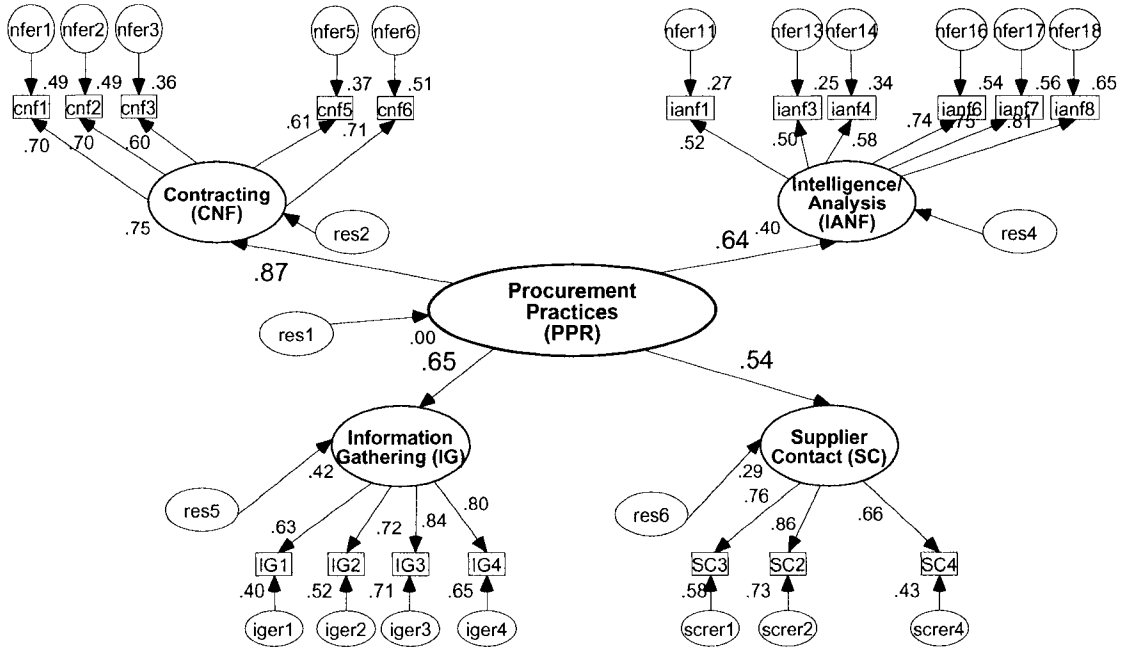 nfer1 nfer2 nfer3 nfer5 nfer6 nfer11 nfer13 nfer14 nfer16 nfer17 nfer18
.49 .49 .36 .37 .51 .27 .25 .34 .54 .56 .65
cnf1 cnf2 cnf3 cnf5 cnf6 ianf1 ianf3 ianf4 ianf6 ianf7 ianf8
.70 .70 .60 .61 .71 .52 .50 .58 .74 .75 .81
Contracting
(CNF)
.75
res2
Intelligence/
Analysis
(IANF)
.40
res4
.87
.64
Procurement
Practices
(PPR)
res1
.00
.65
.54
Information
Gathering (IG)
.42
res5
Supplier
Contact (SC)
.29
res6
.63 .72 .84 .80
.76 .86 .66
IG1 IG2 IG3 IG4
SC3 SC2 SC4
.40 .52 .71 .65
.58 .73 .43
iger1 iger2 iger3 iger4
screr1 screr2 screr4